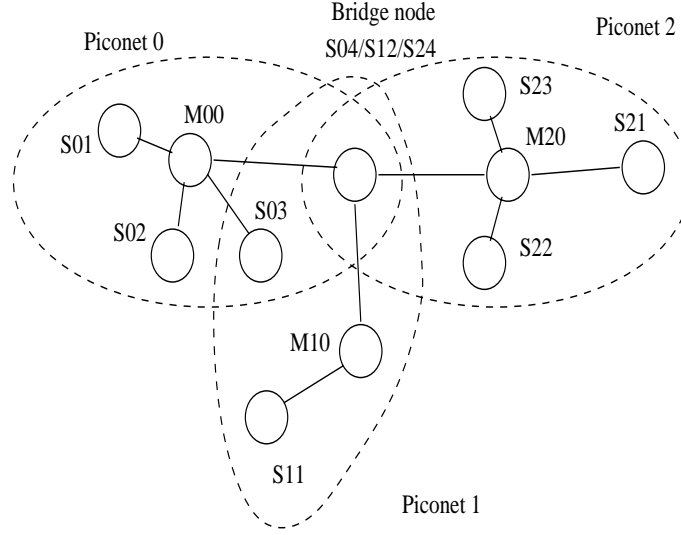 Bridge node
S04/S12/S24
Piconet 0
Piconet 2
S23
M00
M20
S21
S01
S02
S03
S22
M10
S11
Piconet 1